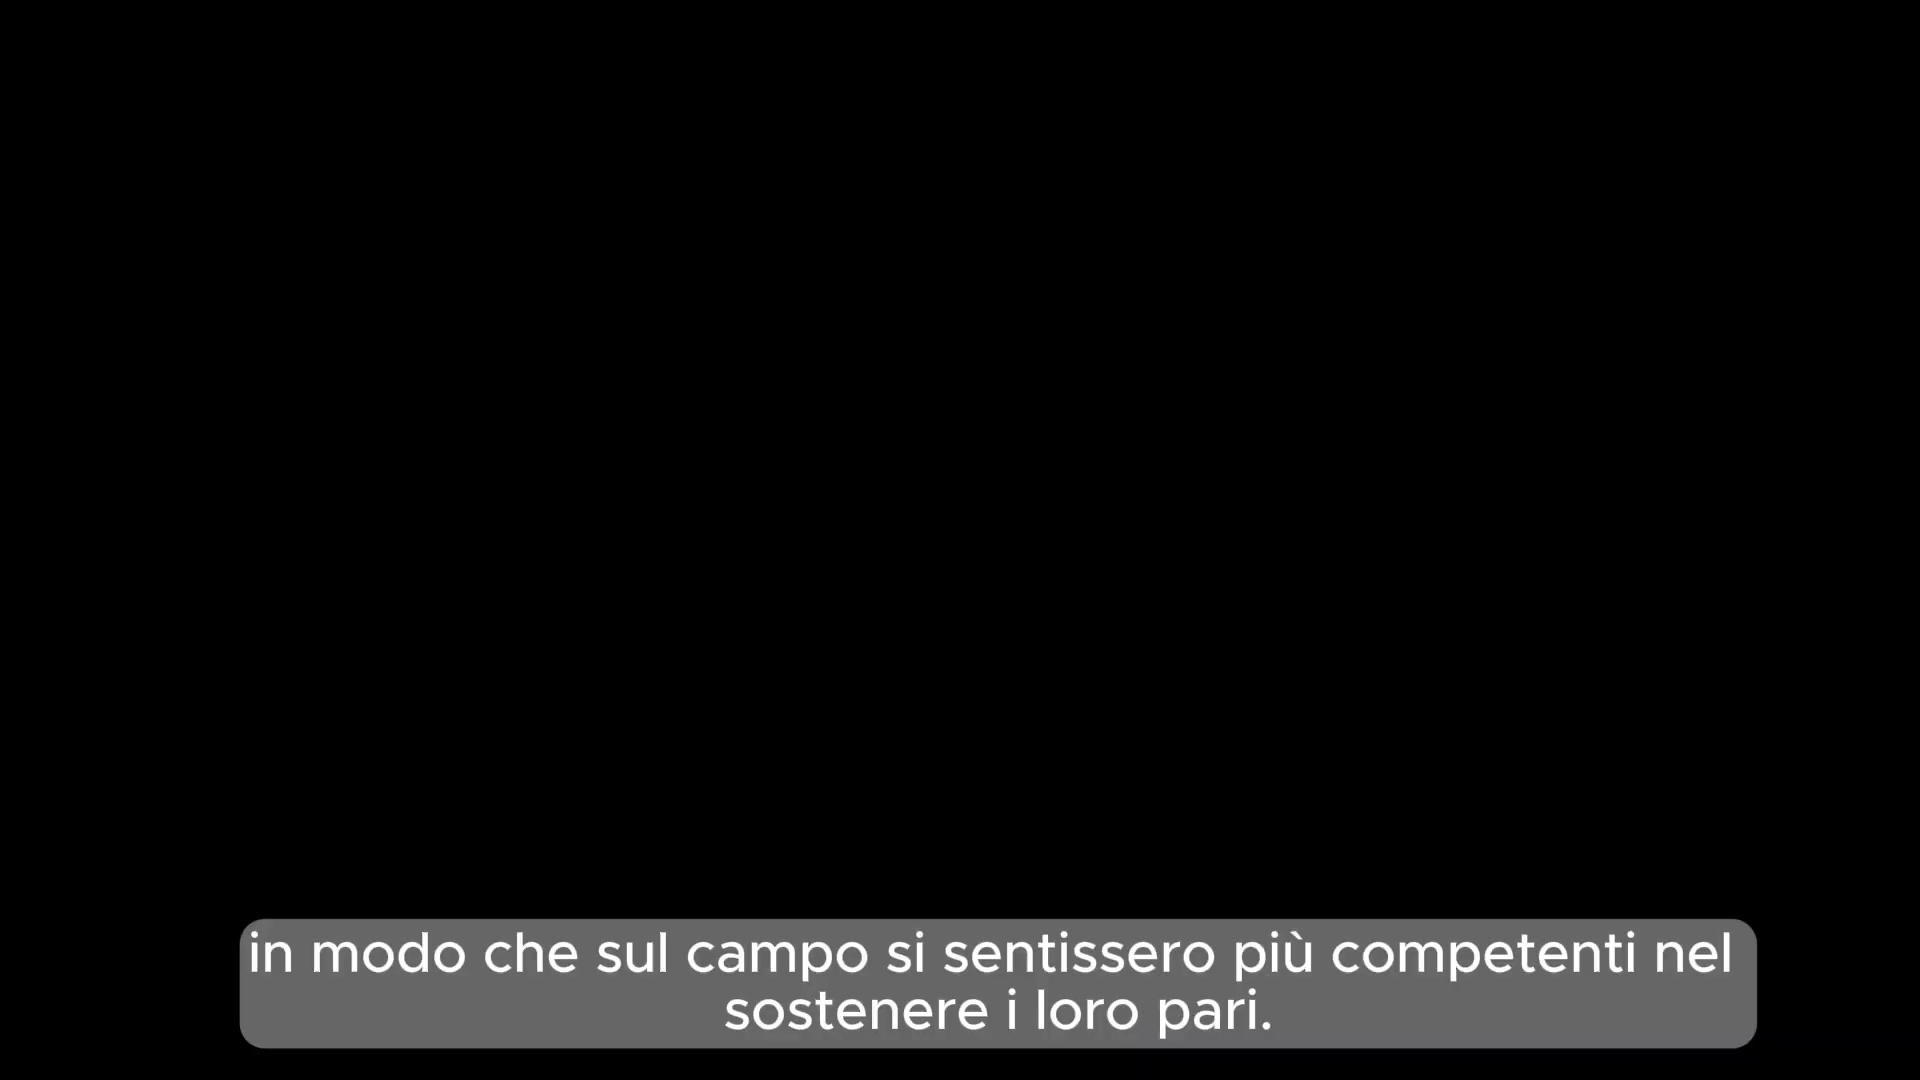 in modo che sul campo si sentissero più competenti nel
sostenere i loro pari.